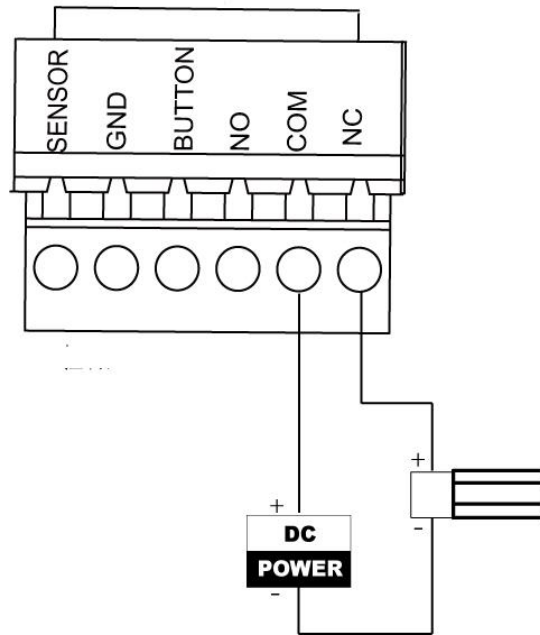 SENSOR
GND
BUTTON
NO
COM
NC
+
-
+
DC
POWER
-